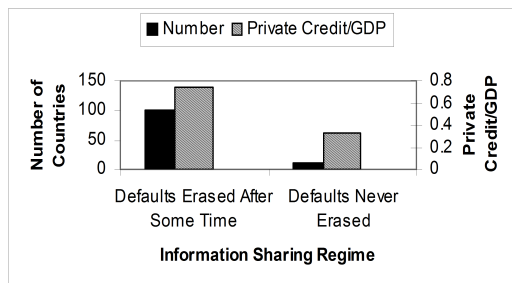 Number Private Credit/GDP
Number of
Countries
150
100
50
0
0.8
0.6
0.4
0.2
0
Private
Credit/GDP
Defaults Erased After
Some Time
Defaults Never
Erased
Information Sharing Regime